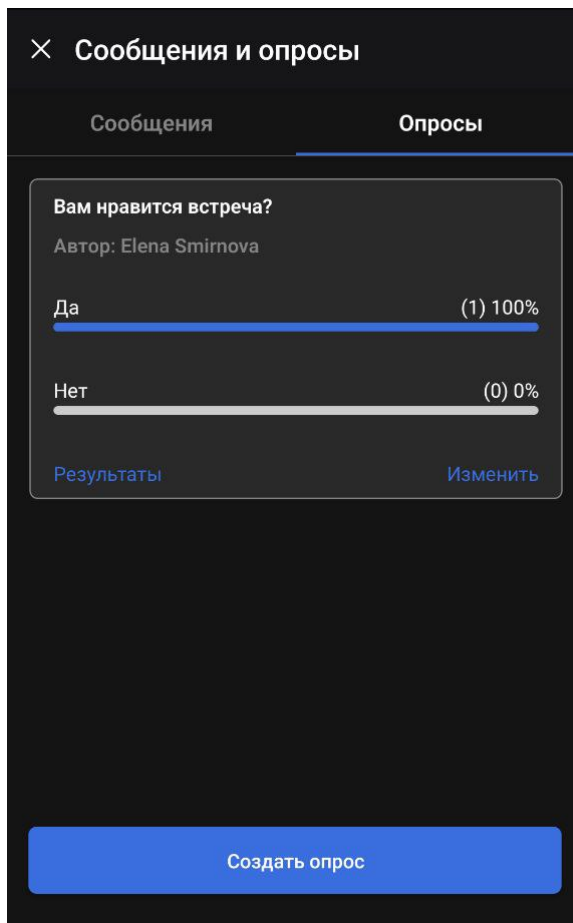 Сообщения и опросы
Сообщения Опросы
Вам нравится встреча?
Автор: Elena Smirnova
Да (1) 100%
Нет (0) 0%
Результаты Изменить
Создать опрос